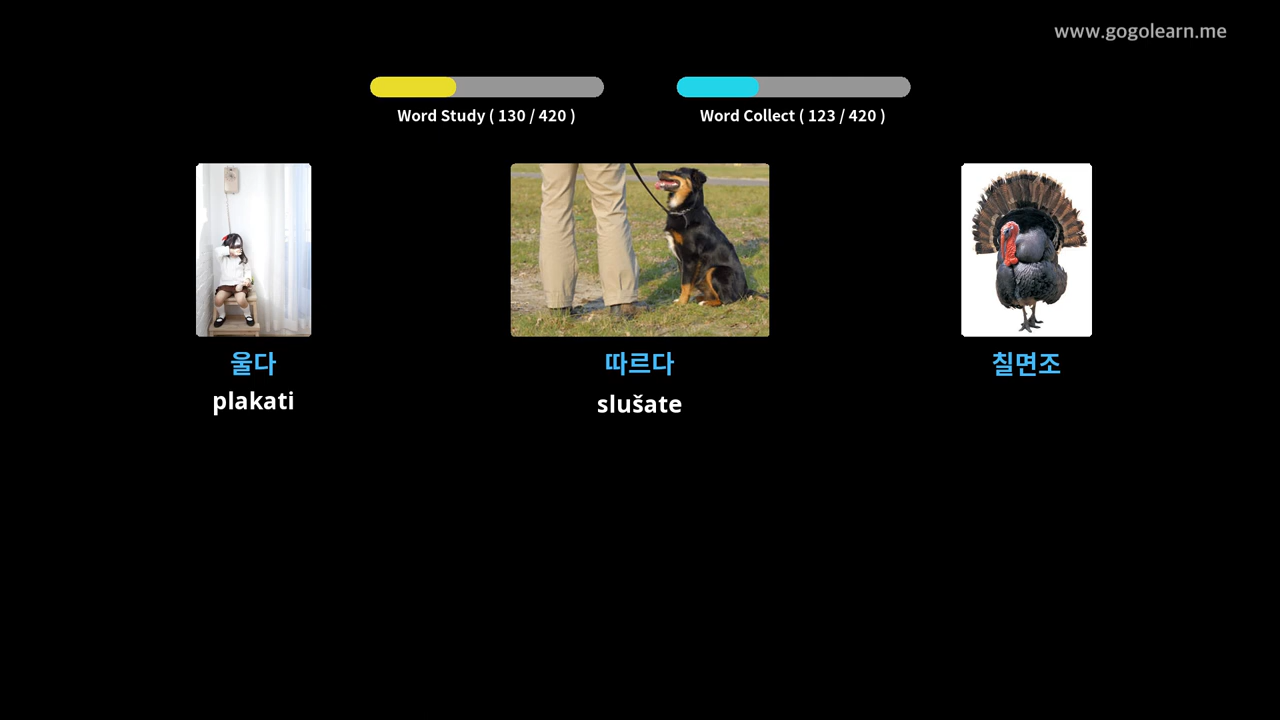 www.gogolearn.me
Word Study ( 130 / 420 )
Word Collect ( 123 / 420 )
울다
따르다
칠면조
plakati
slušate